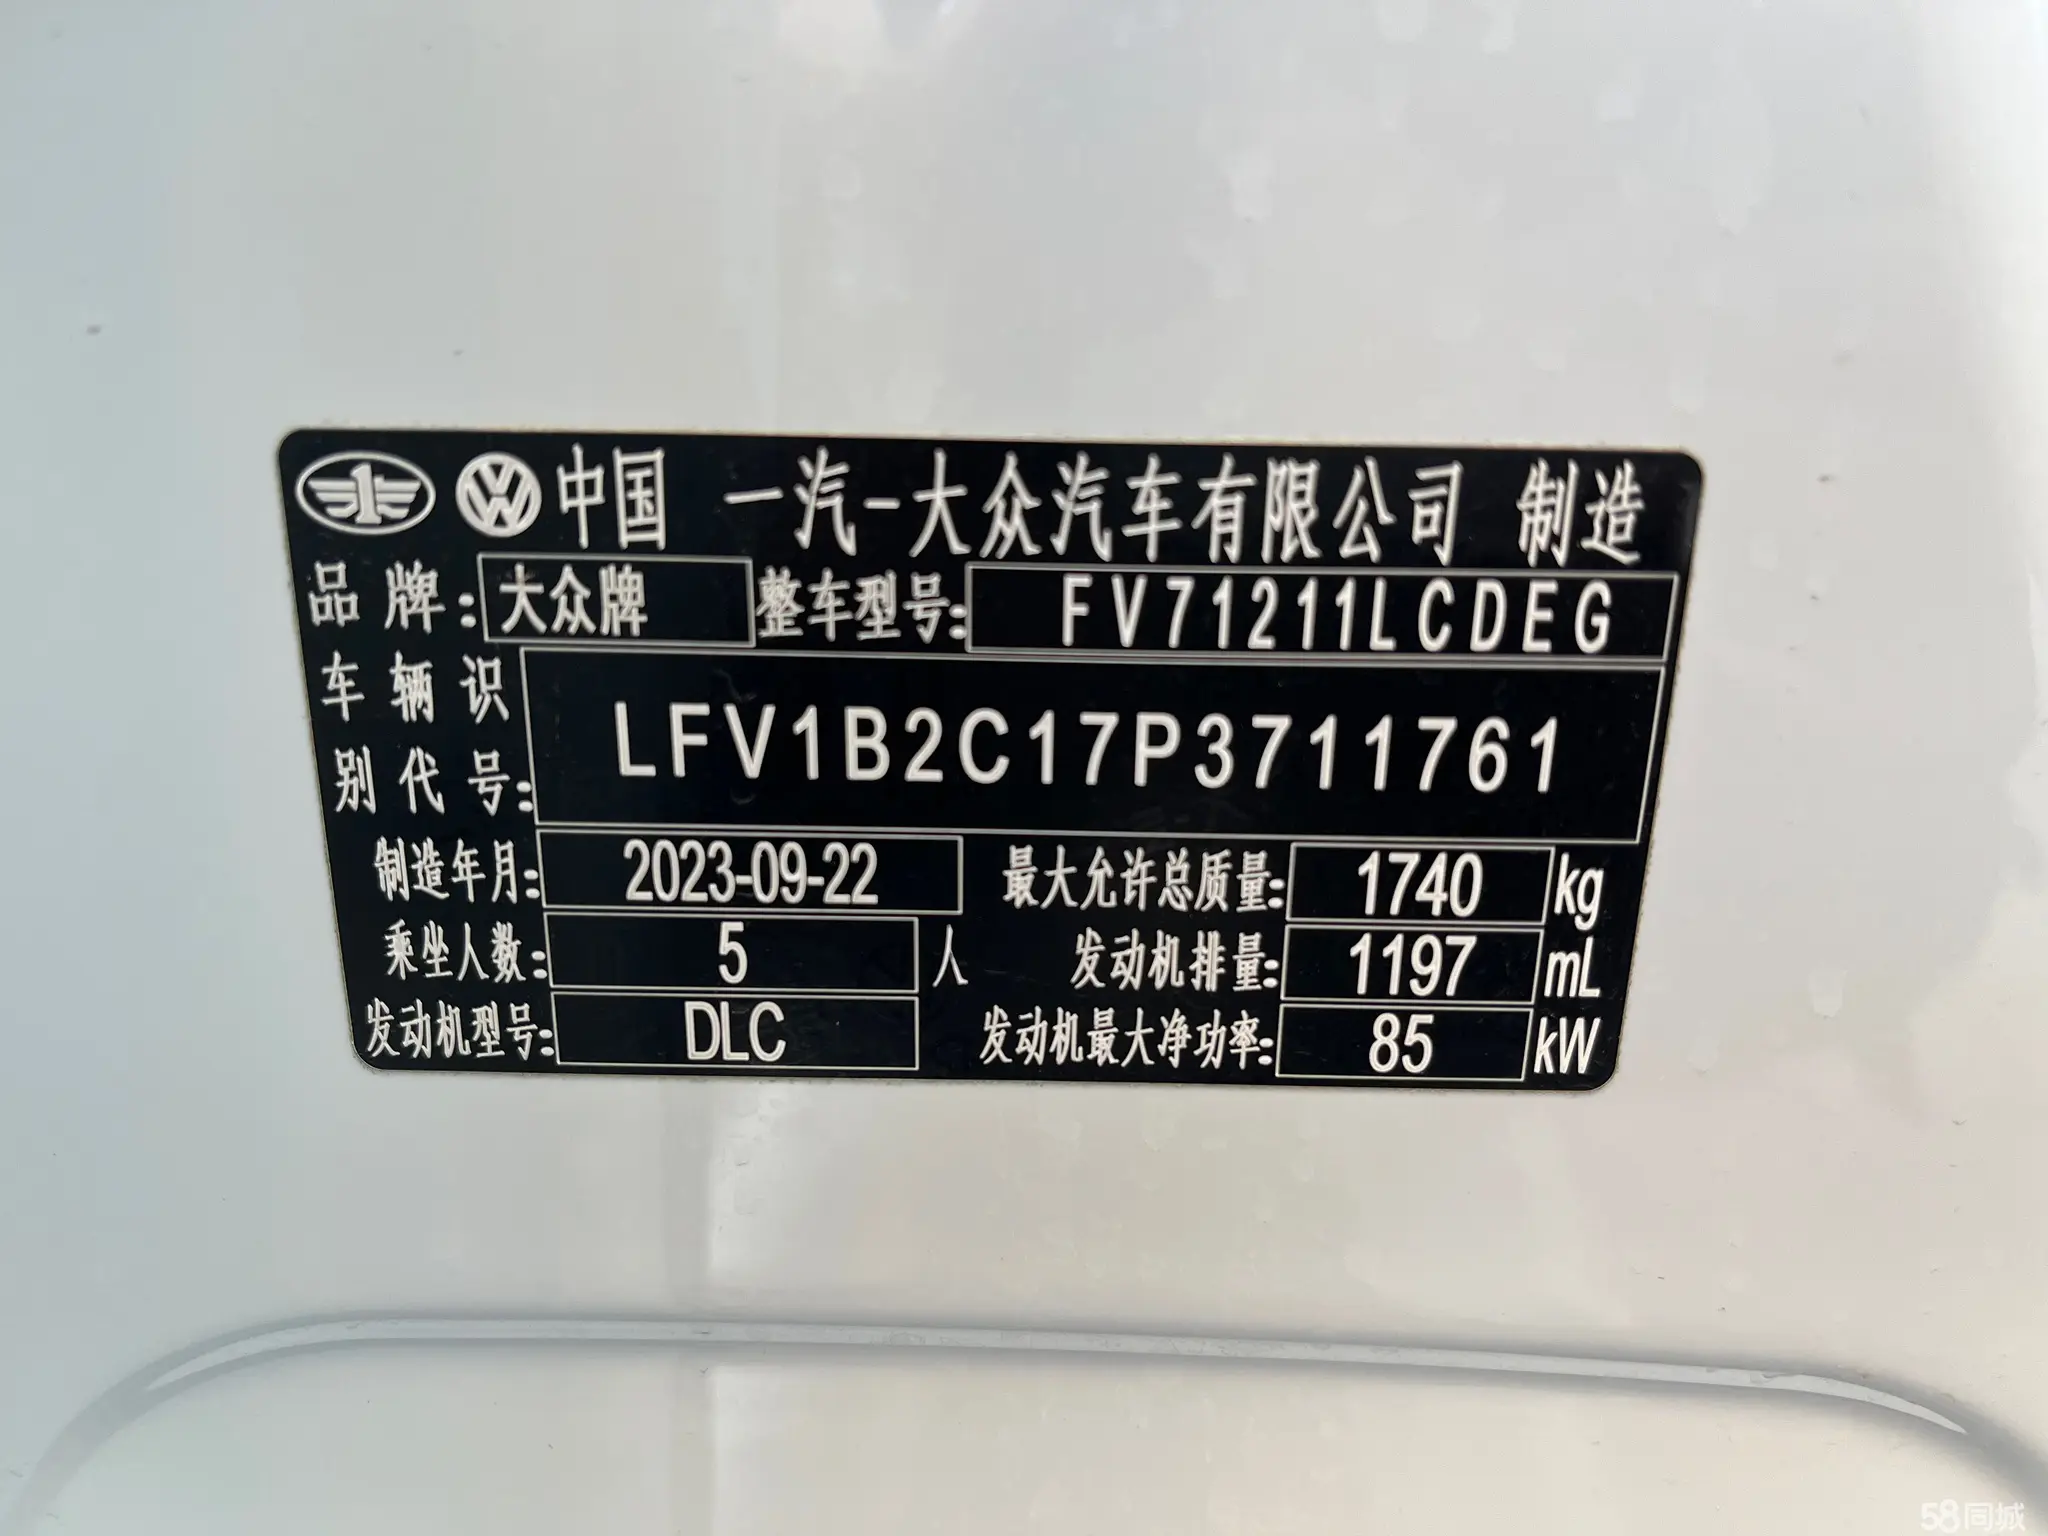 中国 一汽-大众汽车有限公司 制造
品牌: 大众牌 整车型号: FV71211LCDEG
车辆识别代号: LFV1B2C17P3711761
制造年月: 2023-09-22 最大允许总质量: 1740 kg
乘坐人数: 5 人 发动机排量: 1197 mL
发动机型号: DLC 发动机最大净功率: 85 kW
58同城